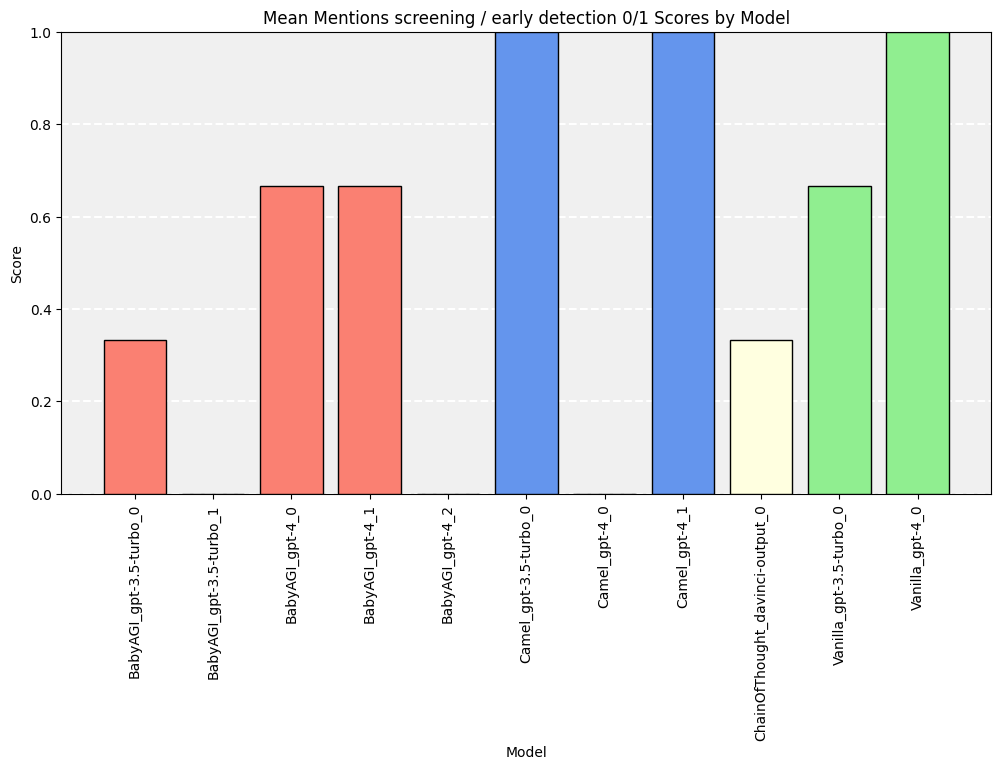 Mean Mentions screening / early detection 0/1 Scores by Model
Score
1.0
0.8
0.6
0.4
0.2
0.0
BabyAGI_gpt-3.5-turbo_0
BabyAGI_gpt-3.5-turbo_1
BabyAGI_gpt-4_0
BabyAGI_gpt-4_1
BabyAGI_gpt-4_2
Camel_gpt-3.5-turbo_0
Camel_gpt-4_0
Camel_gpt-4_1
ChainOfThought_davinci-output_0
Vanilla_gpt-3.5-turbo_0
Vanilla_gpt-4_0
Model